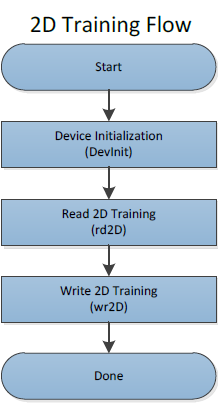 2D Training Flow
Start
Device Initialization
(DevInit)
Read 2D Training
(rd2D)
Write 2D Training
(wr2D)
Done